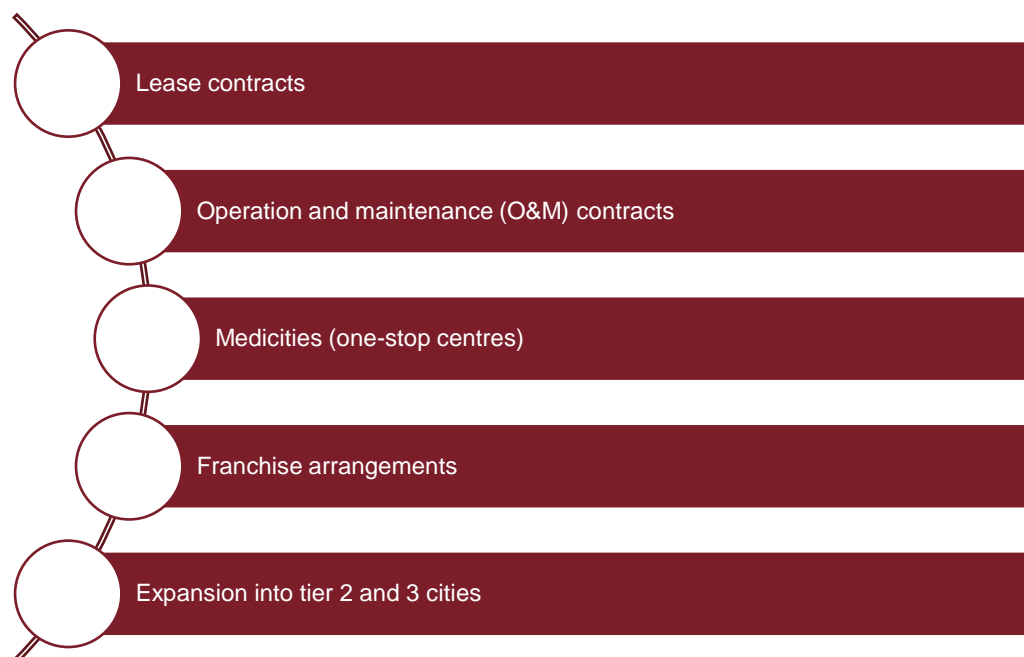 Lease contracts
Operation and maintenance (O&M) contracts
Medicities (one-stop centres)
Franchise arrangements
Expansion into tier 2 and 3 cities